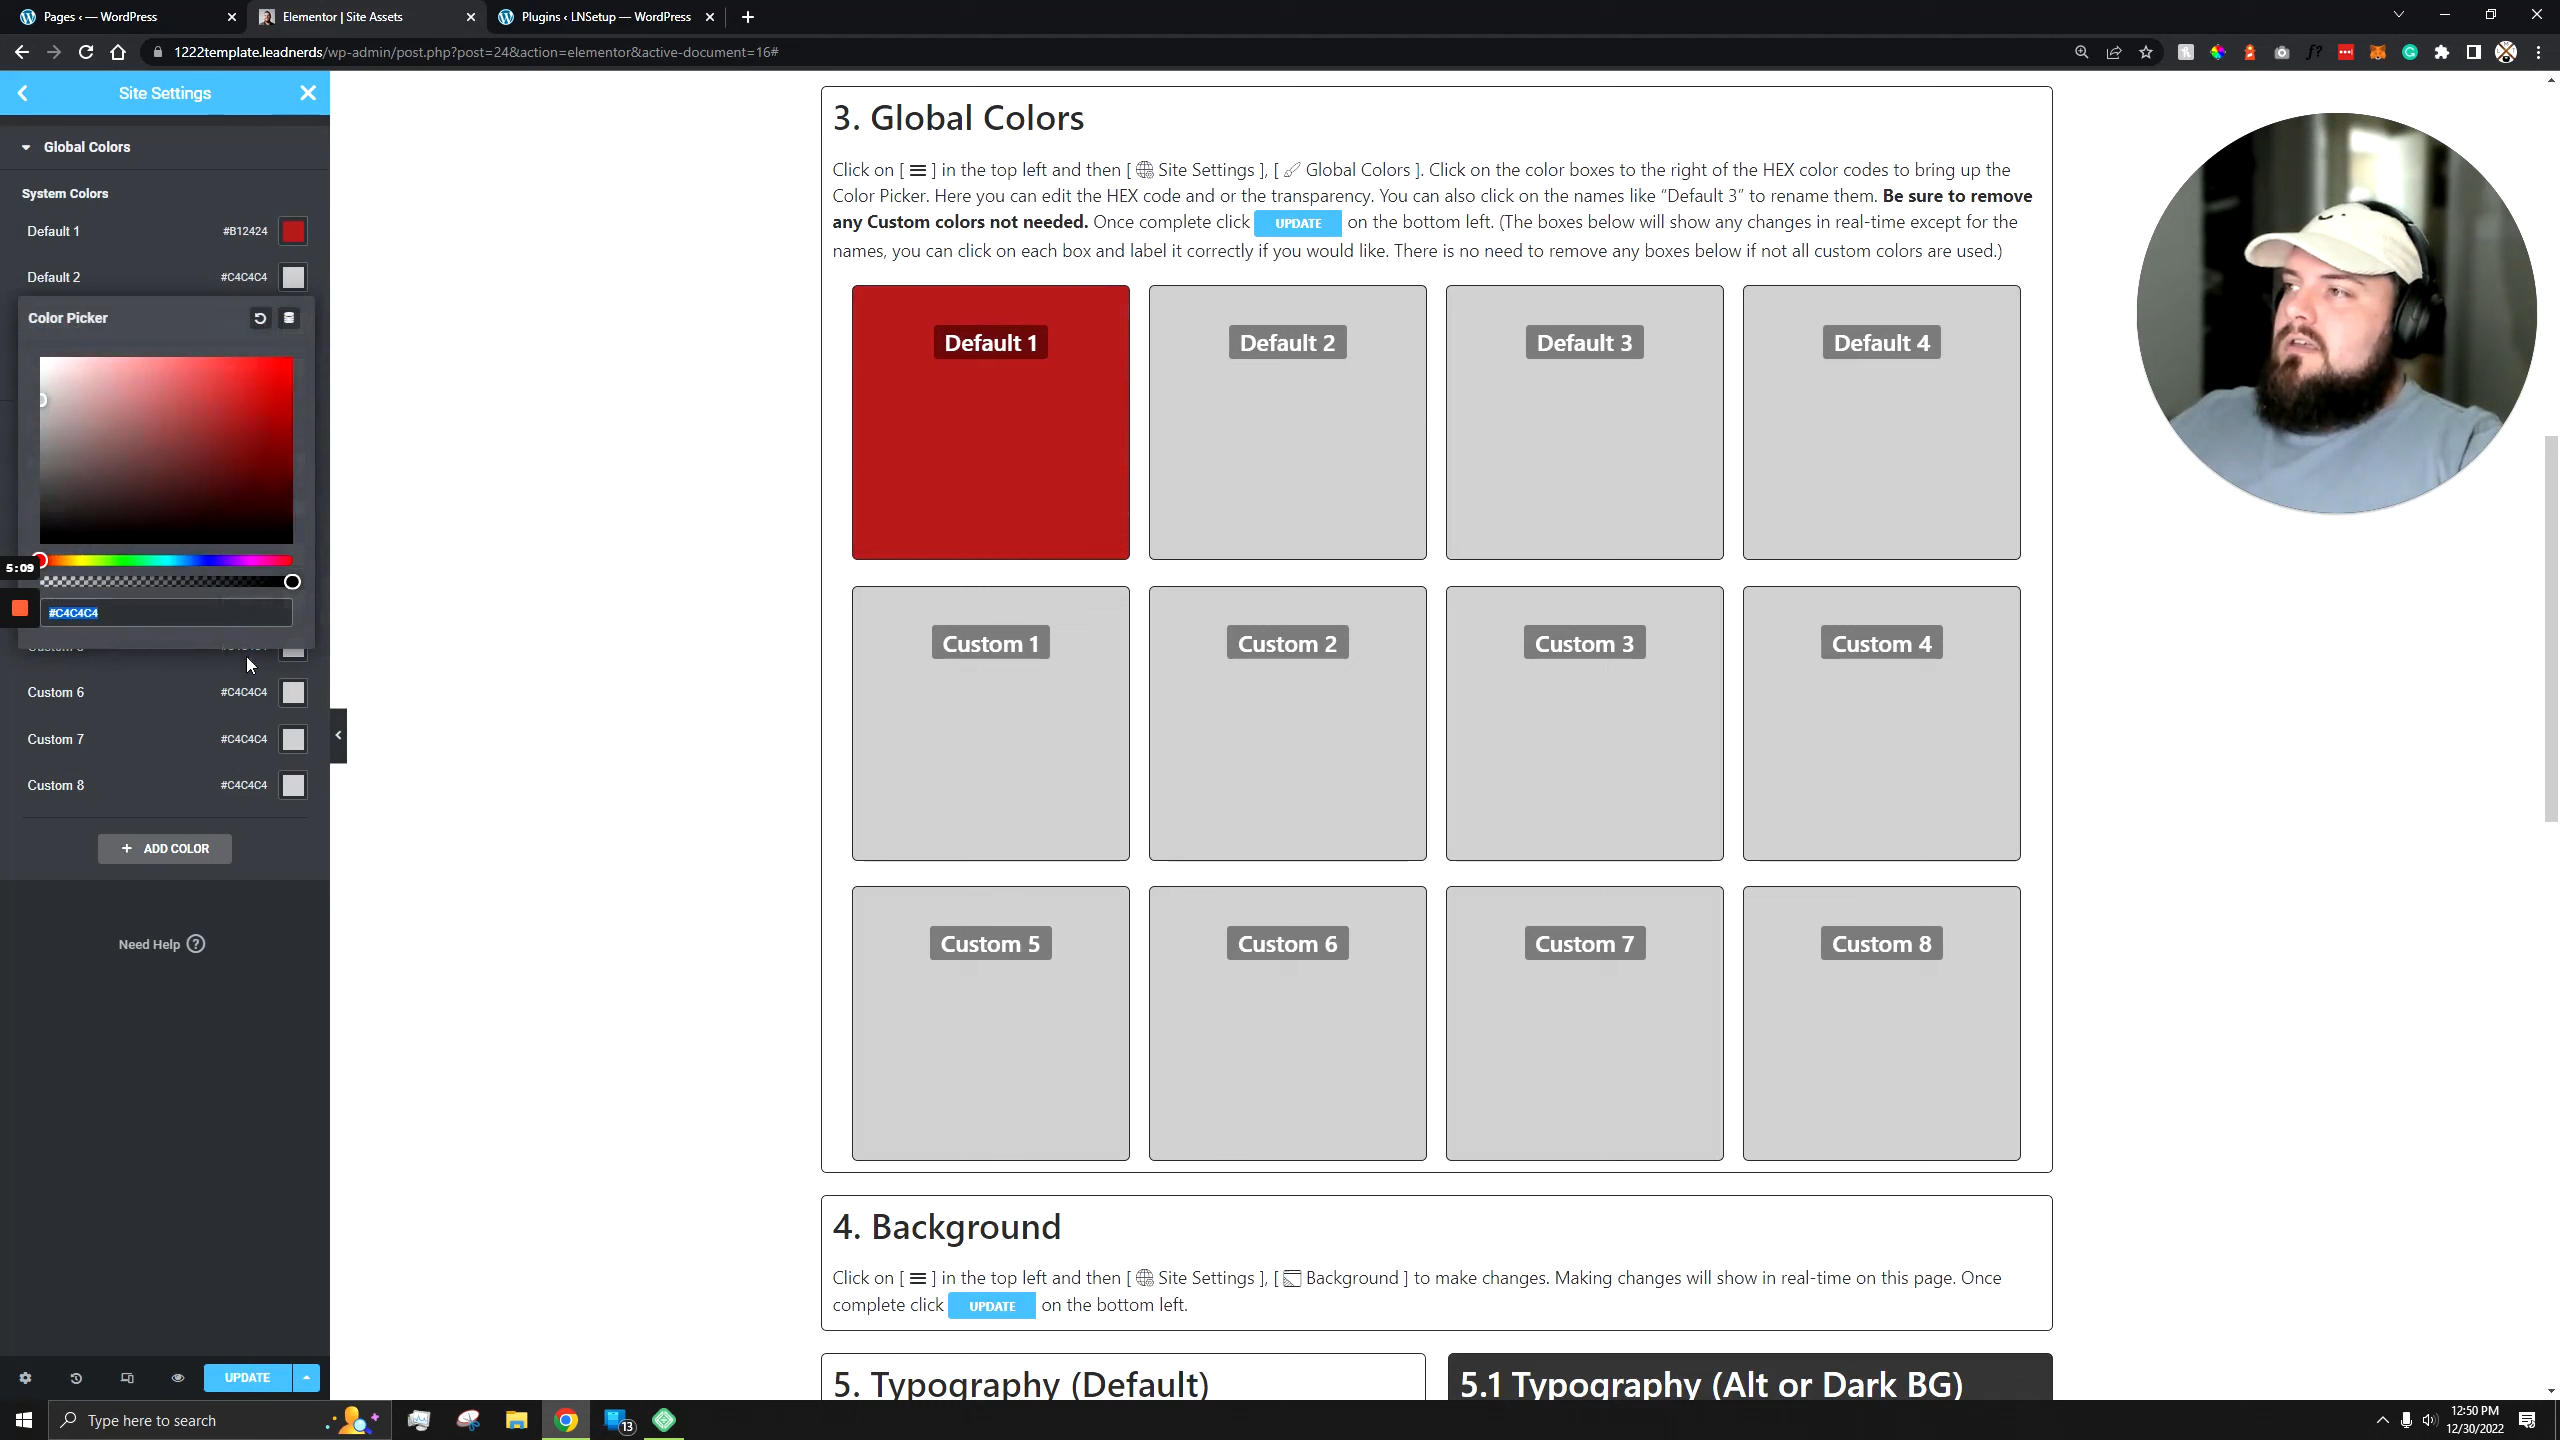 Pages ‹ — WordPress
Elementor | Site Assets
Plugins ‹ LNSetup — WordPress
1222template.leadnerds/wp-admin/post.php?post=24&action=elementor&active-document=16#
Site Settings
Global Colors
System Colors
Default 1 #B12424
Default 2 #C4C4C4
Color Picker
5:09
#C4C4C4
Custom 6 #C4C4C4
Custom 7 #C4C4C4
Custom 8 #C4C4C4
+ ADD COLOR
Need Help ?
UPDATE
3. Global Colors
Click on [ ☰ ] in the top left and then [ Site Settings ], [ Global Colors ]. Click on the color boxes to the right of the HEX color codes to bring up the
Color Picker. Here you can edit the HEX code and or the transparency. You can also click on the names like “Default 3” to rename them. Be sure to remove
any Custom colors not needed. Once complete click UPDATE on the bottom left. (The boxes below will show any changes in real-time except for the
names, you can click on each box and label it correctly if you would like. There is no need to remove any boxes below if not all custom colors are used.)
Default 1
Default 2
Default 3
Default 4
Custom 1
Custom 2
Custom 3
Custom 4
Custom 5
Custom 6
Custom 7
Custom 8
4. Background
Click on [ ☰ ] in the top left and then [ Site Settings ], [ Background ] to make changes. Making changes will show in real-time on this page. Once
complete click UPDATE on the bottom left.
5. Typography (Default)
5.1 Typography (Alt or Dark BG)
Type here to search
13
12:50 PM
12/30/2022